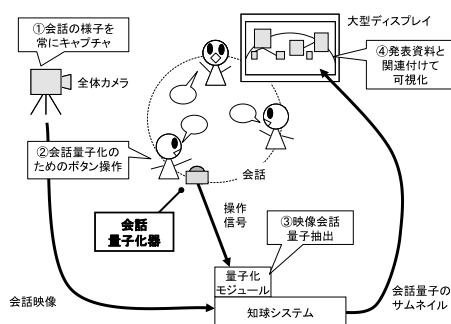 ①会話の様子を
常にキャプチャ
全体カメラ
大型ディスプレイ
④発表資料と
関連付けて
可視化
②会話量子化の
ためのボタン操作
会話
会話
量子化器
操作
信号
③映像会話
量子抽出
量子化
モジュール
知球システム
会話映像
会話量子の
サムネイル